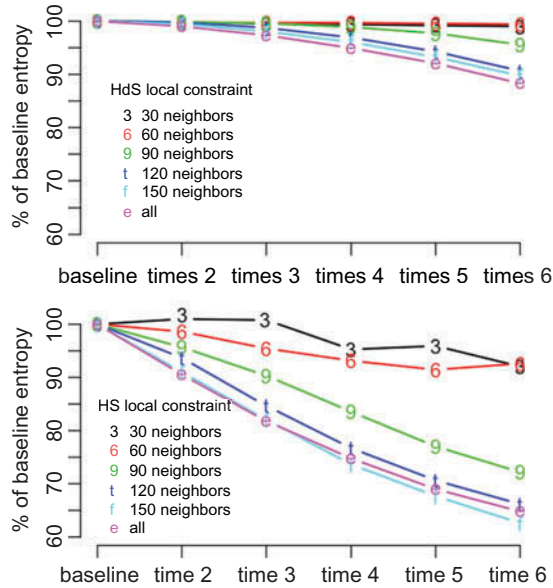 % of baseline entropy
100
90
80
70
60
HdS local constraint
3 30 neighbors
6 60 neighbors
9 90 neighbors
t 120 neighbors
f 150 neighbors
e all
baseline times 2 times 3 times 4 times 5 times 6
% of baseline entropy
100
90
80
70
60
HS local constraint
3 30 neighbors
6 60 neighbors
9 90 neighbors
t 120 neighbors
f 150 neighbors
e all
baseline time 2 time 3 time 4 time 5 time 6